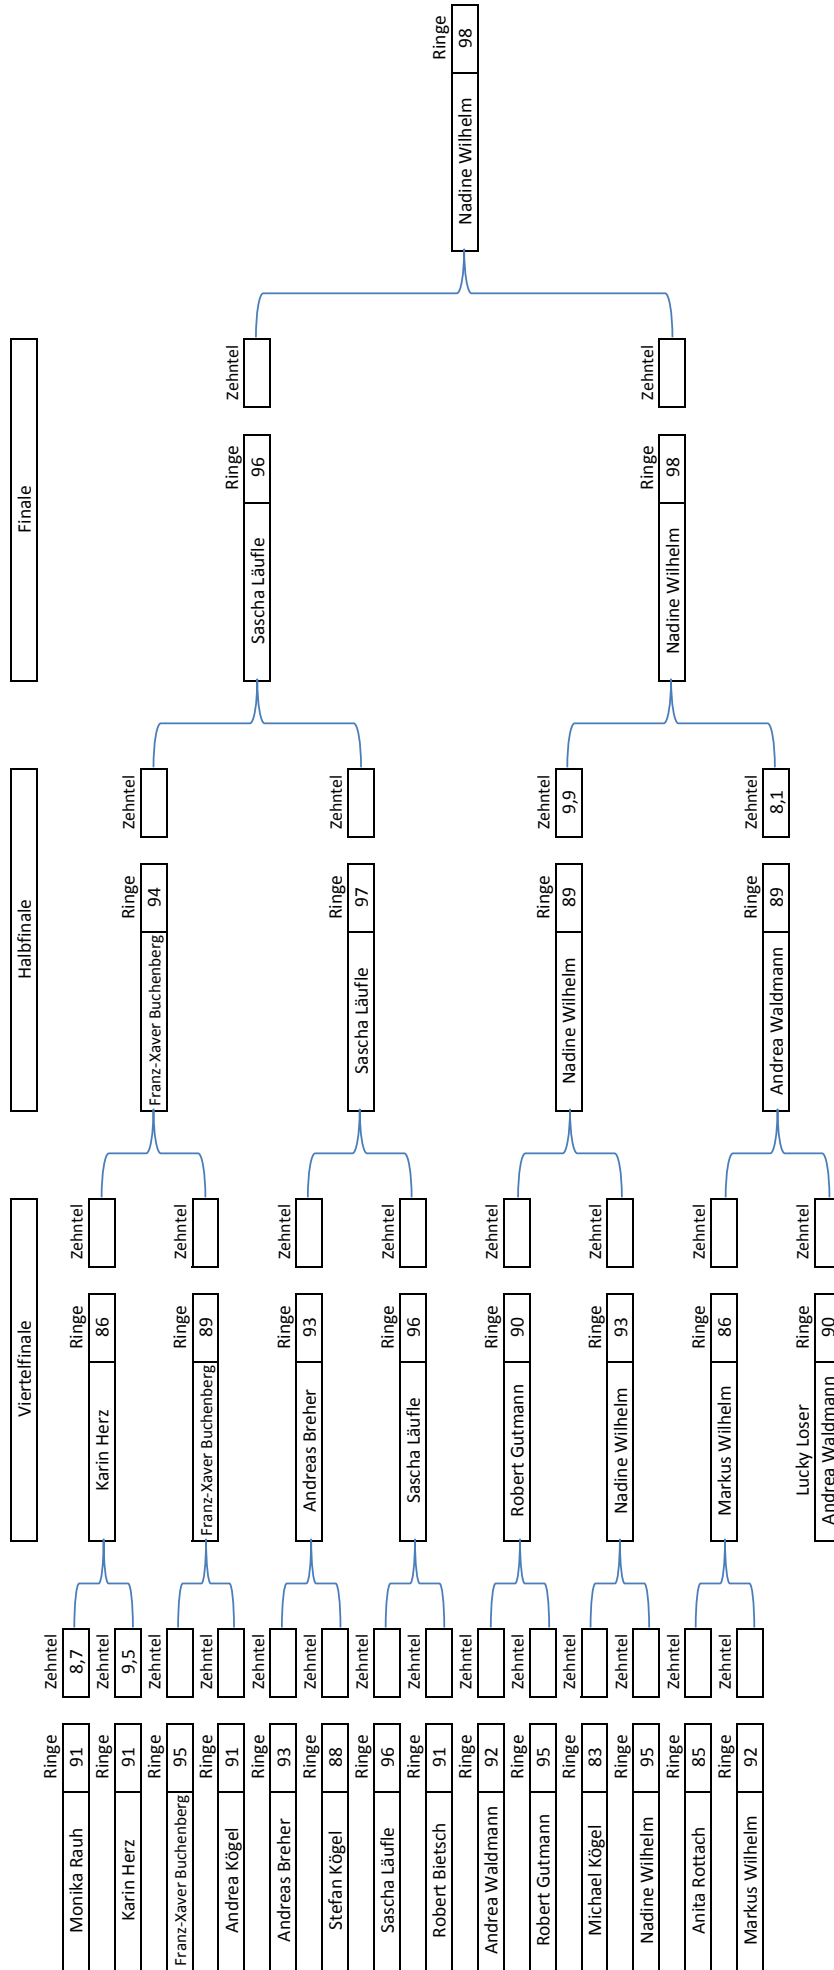 Viertelfinale
Halbfinale
Finale
Ringe
Zehntel
Monika Rauh 91 8,7
Ringe
Zehntel
Karin Herz 91 9,5
Ringe
Zehntel
Franz-Xaver Buchenberg 95
Ringe
Zehntel
Andrea Kögel 91
Ringe
Zehntel
Andreas Breher 93
Ringe
Zehntel
Stefan Kögel 88
Ringe
Zehntel
Sascha Läufle 96
Ringe
Zehntel
Robert Bietsch 91
Ringe
Zehntel
Andrea Waldmann 92
Ringe
Zehntel
Robert Gutmann 95
Ringe
Zehntel
Michael Kögel 83
Ringe
Zehntel
Nadine Wilhelm 95
Ringe
Zehntel
Anita Rottach 85
Ringe
Zehntel
Markus Wilhelm 92
Ringe
Zehntel
Karin Herz 86
Ringe
Zehntel
Franz-Xaver Buchenberg 89
Ringe
Zehntel
Andreas Breher 93
Ringe
Zehntel
Sascha Läufle 96
Ringe
Zehntel
Robert Gutmann 90
Ringe
Zehntel
Nadine Wilhelm 93
Ringe
Zehntel
Markus Wilhelm 86
Lucky Loser
Ringe
Zehntel
Andrea Waldmann 90
Ringe
Zehntel
Franz-Xaver Buchenberg 94
Ringe
Zehntel
Sascha Läufle 97
Ringe
Zehntel
Nadine Wilhelm 89 9,9
Ringe
Zehntel
Andrea Waldmann 89 8,1
Ringe
Zehntel
Sascha Läufle 96
Ringe
Zehntel
Nadine Wilhelm 98
Ringe
Nadine Wilhelm 98